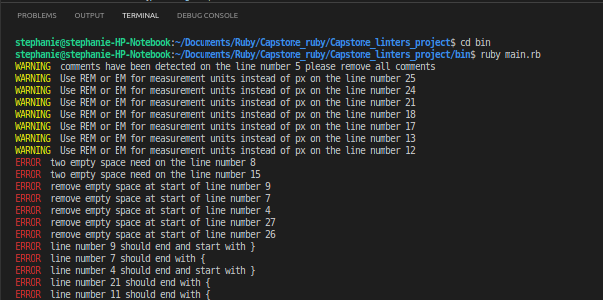 PROBLEMS OUTPUT TERMINAL DEBUG CONSOLE
stephanie@stephanie-HP-Notebook:~/Documents/Ruby/Capstone_ruby/Capstone_linters_project$ cd bin
stephanie@stephanie-HP-Notebook:~/Documents/Ruby/Capstone_ruby/Capstone_linters_project/bin$ ruby main.rb
WARNING comments have been detected on the line number 5 please remove all comments
WARNING Use REM or EM for measurement units instead of px on the line number 25
WARNING Use REM or EM for measurement units instead of px on the line number 24
WARNING Use REM or EM for measurement units instead of px on the line number 21
WARNING Use REM or EM for measurement units instead of px on the line number 18
WARNING Use REM or EM for measurement units instead of px on the line number 17
WARNING Use REM or EM for measurement units instead of px on the line number 13
WARNING Use REM or EM for measurement units instead of px on the line number 12
ERROR two empty space need on the line number 8
ERROR two empty space need on the line number 15
ERROR remove empty space at start of line number 9
ERROR remove empty space at start of line number 7
ERROR remove empty space at start of line number 4
ERROR remove empty space at start of line number 27
ERROR remove empty space at start of line number 26
ERROR line number 9 should end and start with }
ERROR line number 7 should end with {
ERROR line number 4 should end and start with }
ERROR line number 21 should end with {
ERROR line number 11 should end with {